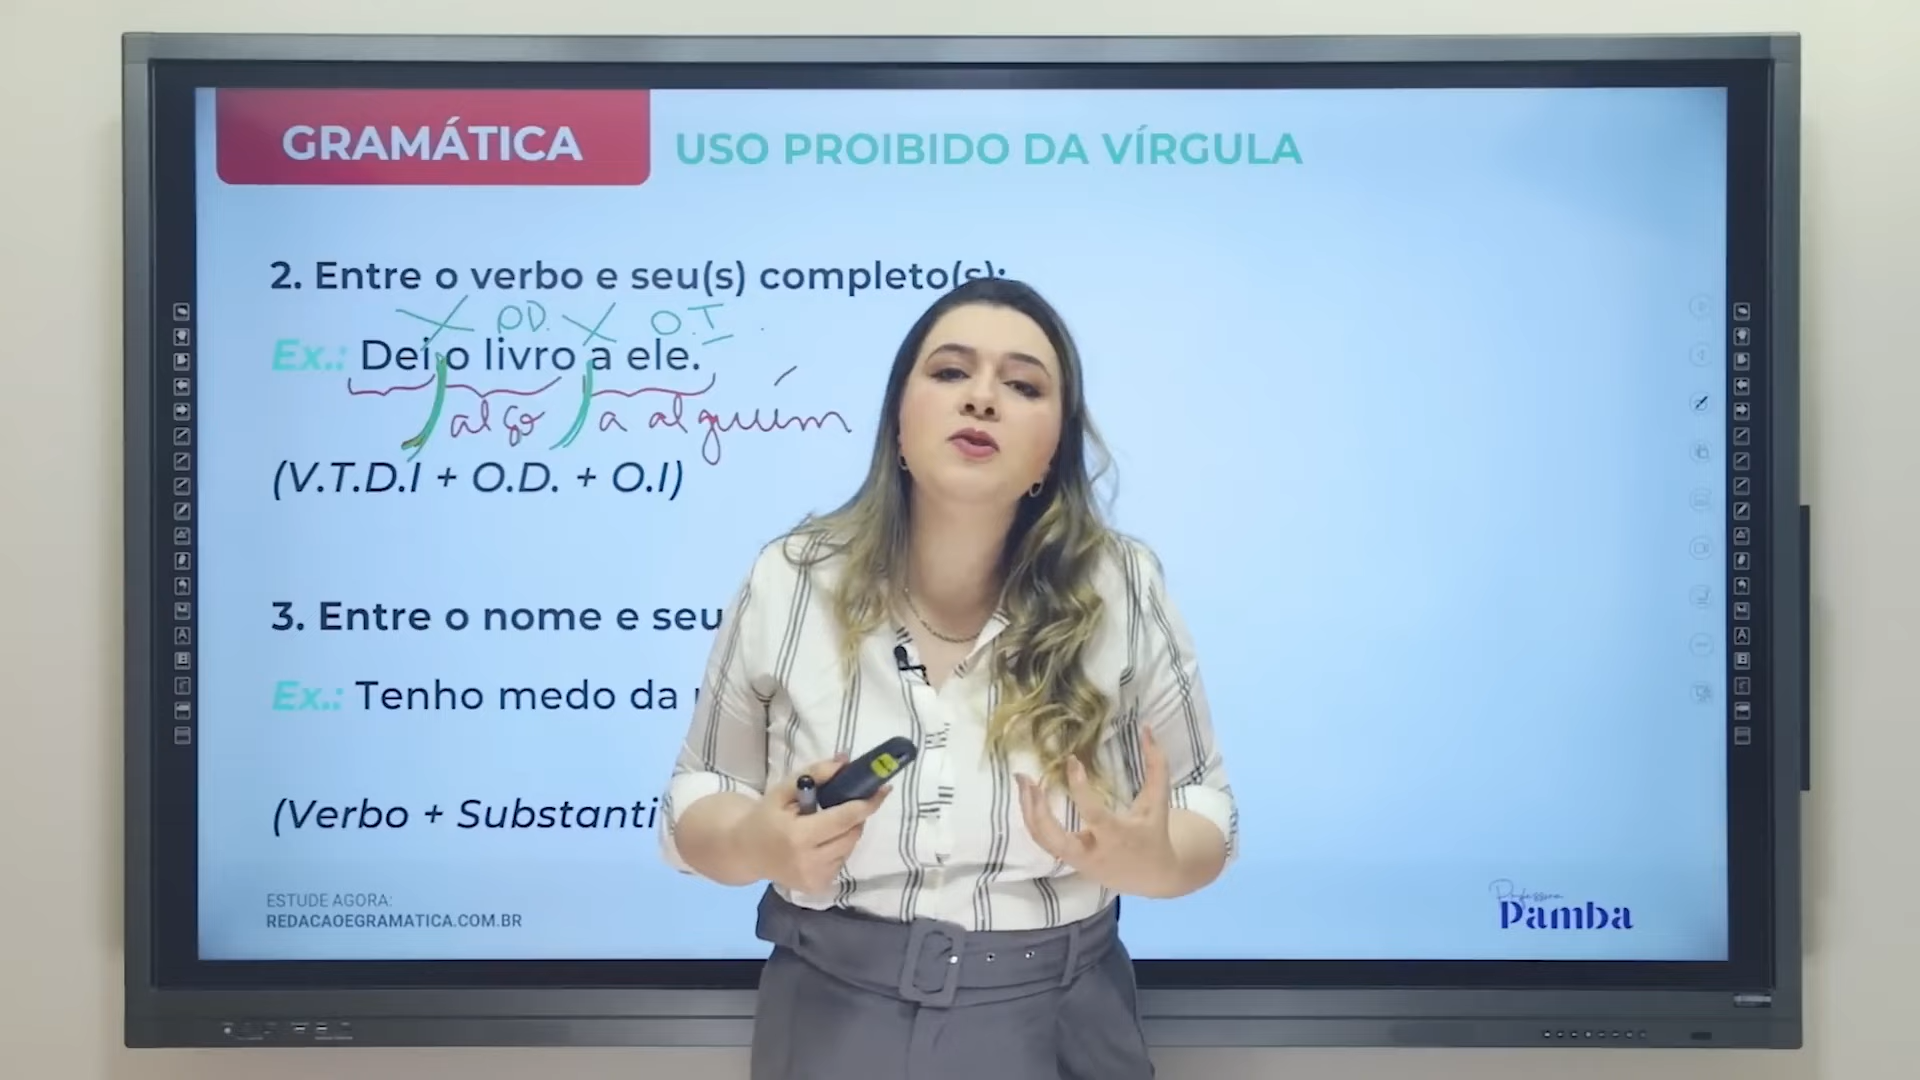 GRAMÁTICA
USO PROIBIDO DA VÍRGULA
2. Entre o verbo e seu(s) completo(s):
X O.D. X O.I
Ex.: Dei o livro a ele.
algo a alguém
(V.T.D.I + O.D. + O.I)
3. Entre o nome e seu
Ex.: Tenho medo da
(Verbo + Substanti
ESTUDE AGORA:
REDACAOEGRAMATICA.COM.BR
Professora
Pamba